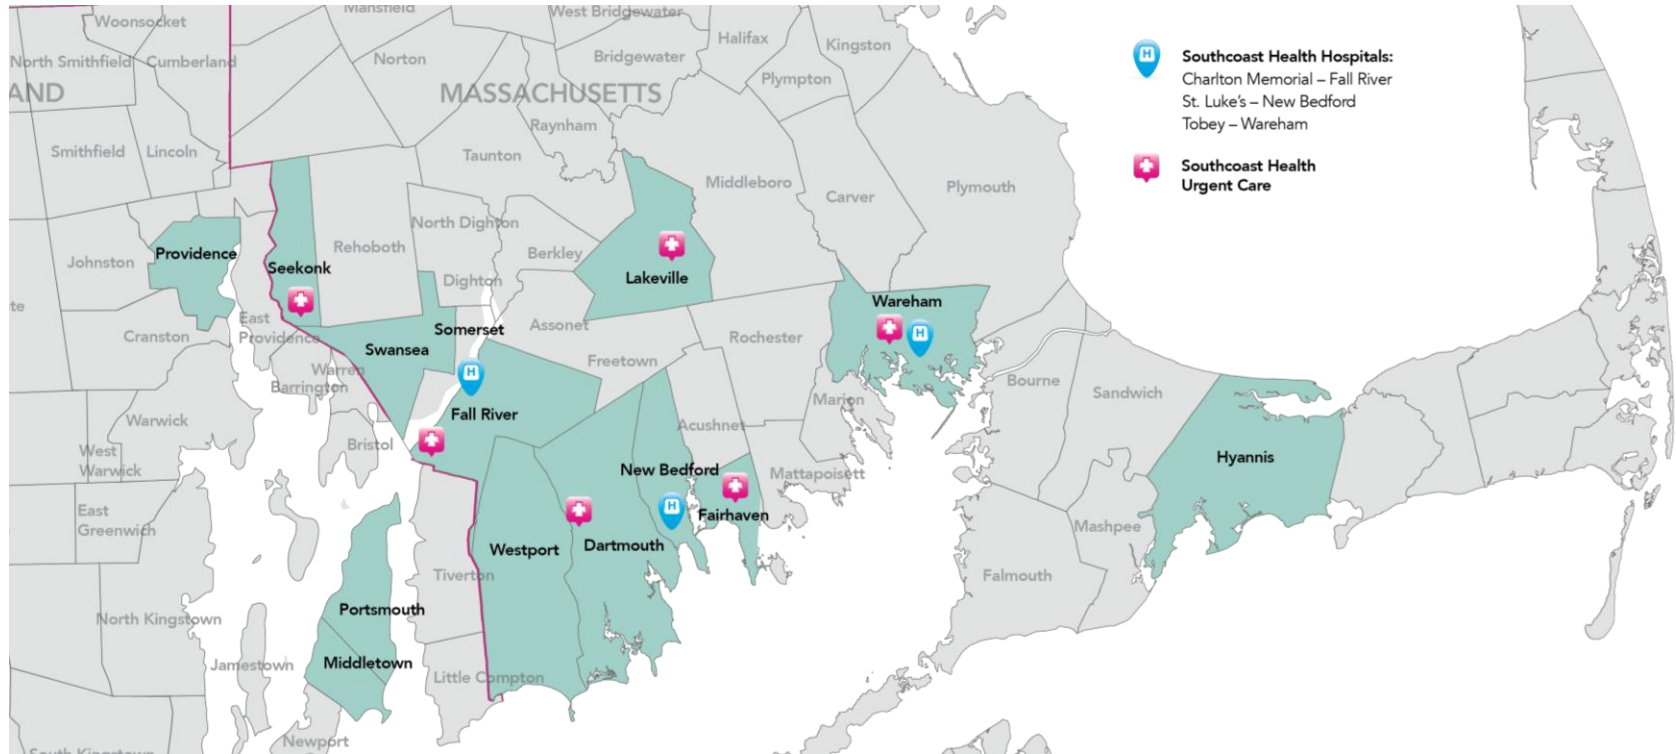 Woonsocket
Mansfield
West Bridgewater
Halifax
Kingston
North Smithfield
Cumberland
Norton
Bridgewater
Plympton
AND
MASSACHUSETTS
Raynham
Smithfield
Lincoln
Taunton
Middleboro
Carver
Plymouth
Southcoast Health Hospitals:
Charlton Memorial – Fall River
St. Luke's – New Bedford
Tobey – Wareham
Southcoast Health
Urgent Care
H
North Dighton
Rehoboth
Berkley
Providence
Johnston
Seekonk
Dighton
Lakeville
te
Wareham
H
East
Providence
Cranston
Somerset
Assonet
Rochester
Swansea
Freetown
Warren
Barrington
H
Bourne
Sandwich
Marion
Fall River
Warwick
Acushnet
Bristol
West
Warwick
Hyannis
New Bedford
Mattapoisett
H
Fairhaven
East
Greenwich
Mashpee
Westport
Dartmouth
Tiverton
Falmouth
Portsmouth
North Kingstown
Jamestown
Middletown
Little Compton
Newport
South Kingstown